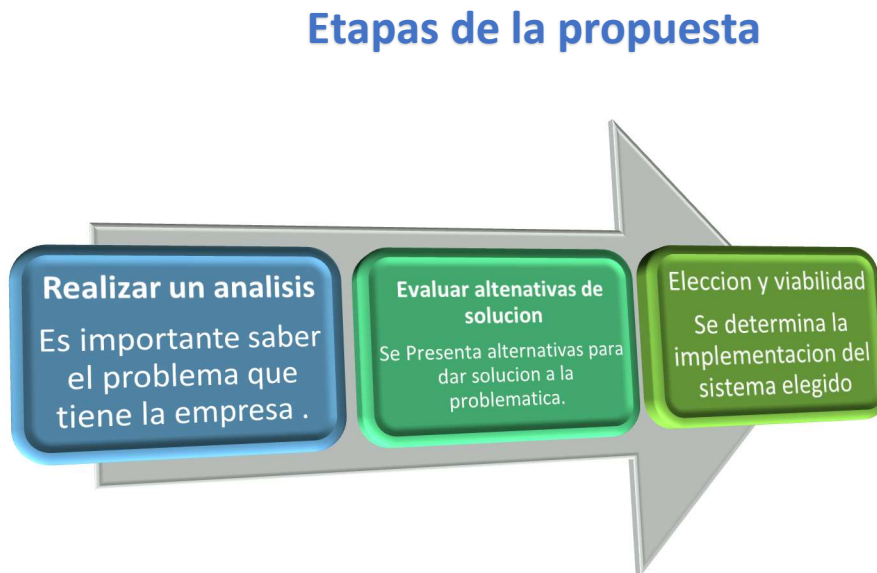 Etapas de la propuesta
Realizar un analisis
Es importante saber
el problema que
tiene la empresa .
Evaluar altenativas de
solucion
Se Presenta alternativas para
dar solucion a la
problematica.
Eleccion y viabilidad
Se determina la
implementacion del
sistema elegido